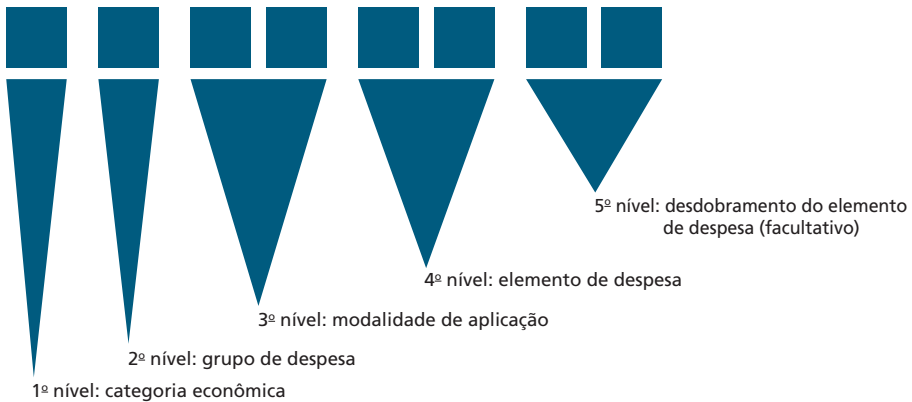 5º nível: desdobramento do elemento
de despesa (facultativo)
4º nível: elemento de despesa
3º nível: modalidade de aplicação
2º nível: grupo de despesa
1º nível: categoria econômica